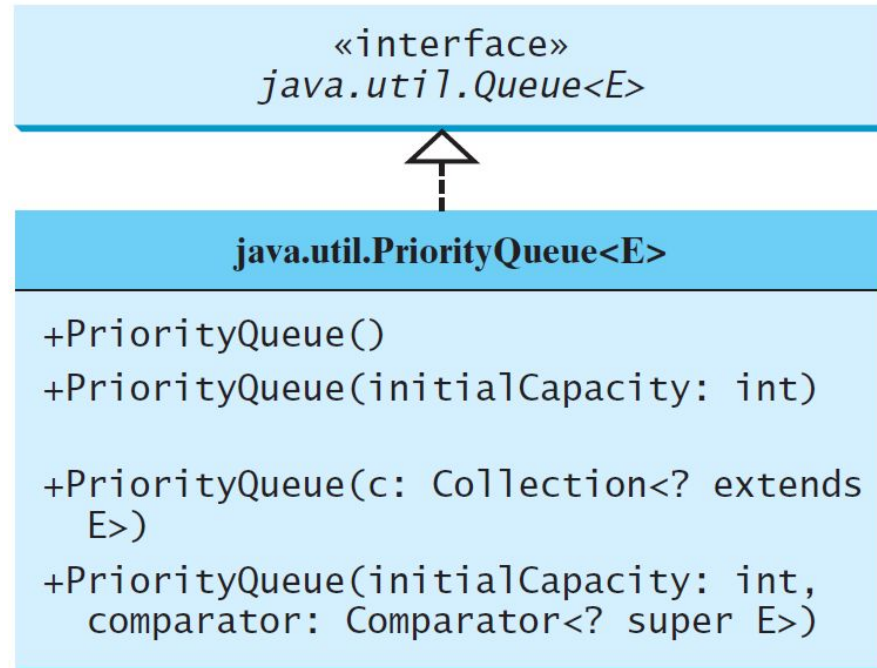 «interface»
java.util.Queue<E>
java.util.PriorityQueue<E>
+PriorityQueue()
+PriorityQueue(initialCapacity: int)
+PriorityQueue(c: Collection<? extends
E>)
+PriorityQueue(initialCapacity: int,
comparator: Comparator<? super E>)